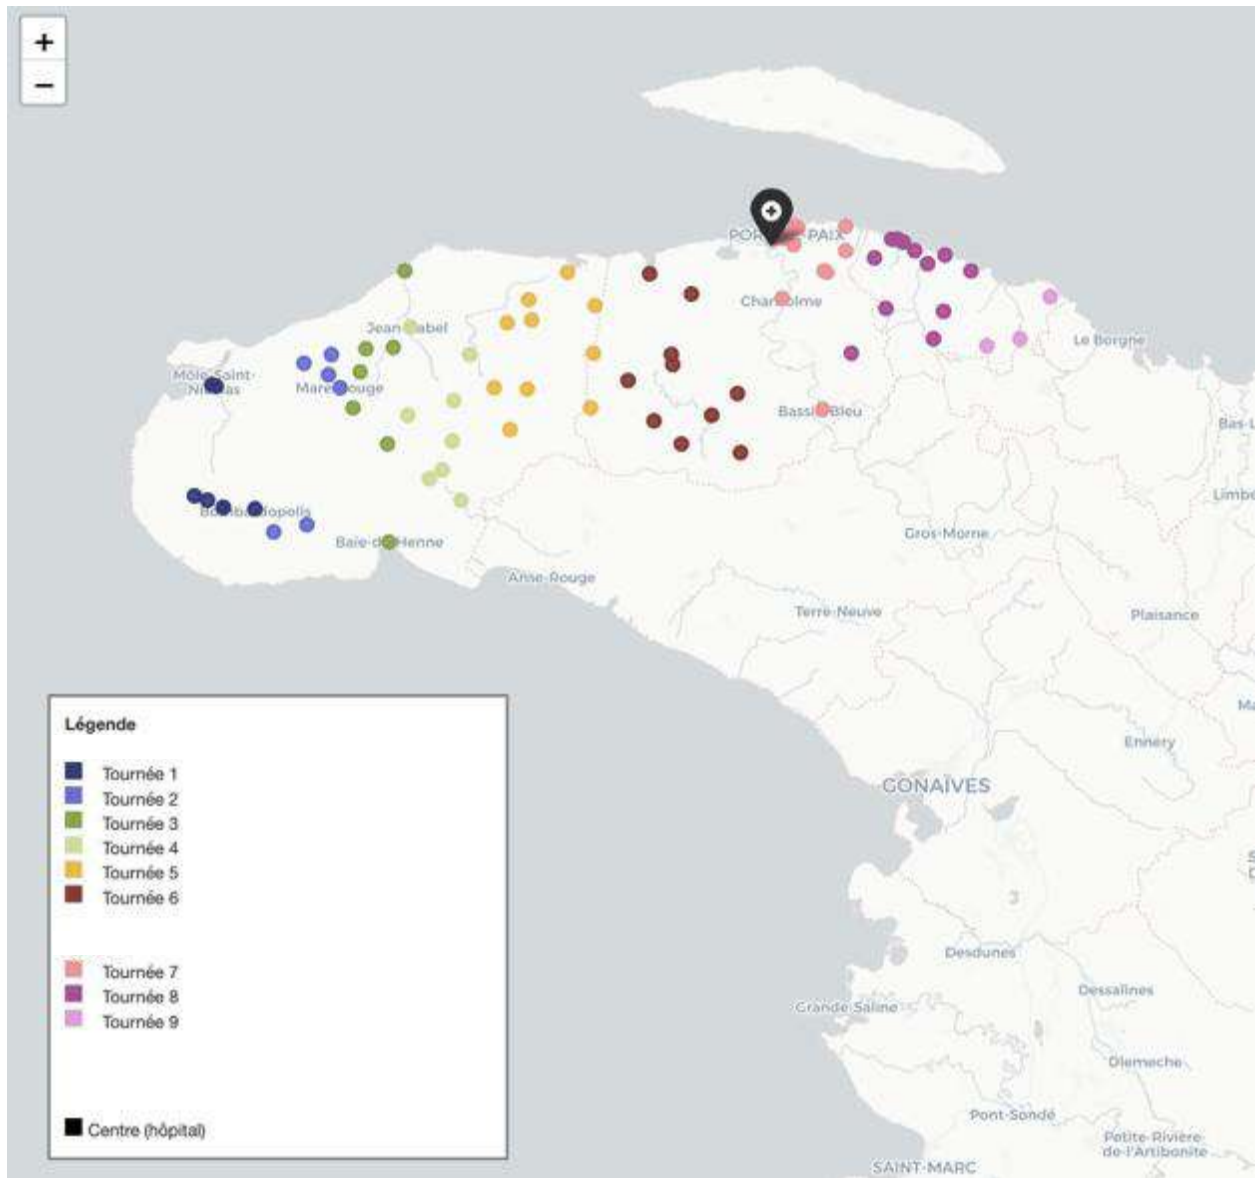 +
−
PORT-DE-PAIX
Chansolme
Jean-Rabel
Le Borgne
Môle-Saint-
Nicolas
Mare-Rouge
Bassin-Bleu
Bas-L
Limbé
Bombardopolis
Gros-Morne
Baie-de-Henne
Anse-Rouge
Terre-Neuve
Plaisance
Ma
Ennery
GONAÏVES
Légende
Tournée 1
Tournée 2
Tournée 3
Tournée 4
Tournée 5
Tournée 6
Tournée 7
Tournée 8
Tournée 9
Centre (hôpital)
Desdunes
Dessalines
Grande-Saline
Pont-Sondé
Petite-Rivière-
de-l'Artibonite
SAINT-MARC